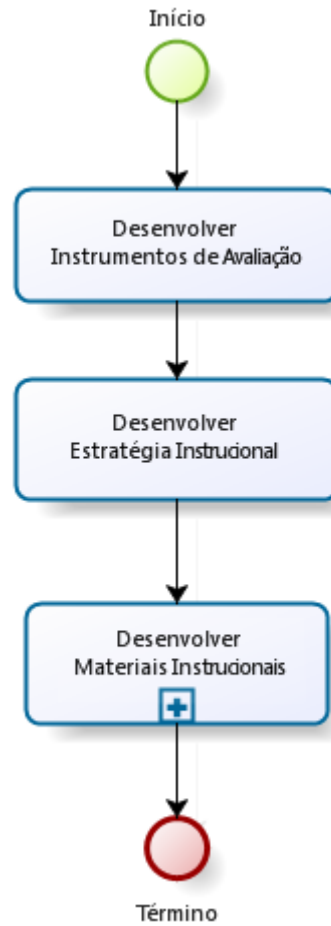 Início
Desenvolver
Instrumentos de Avaliação
Desenvolver
Estratégia Instrucional
Desenvolver
Materiais Instrucionais
Término